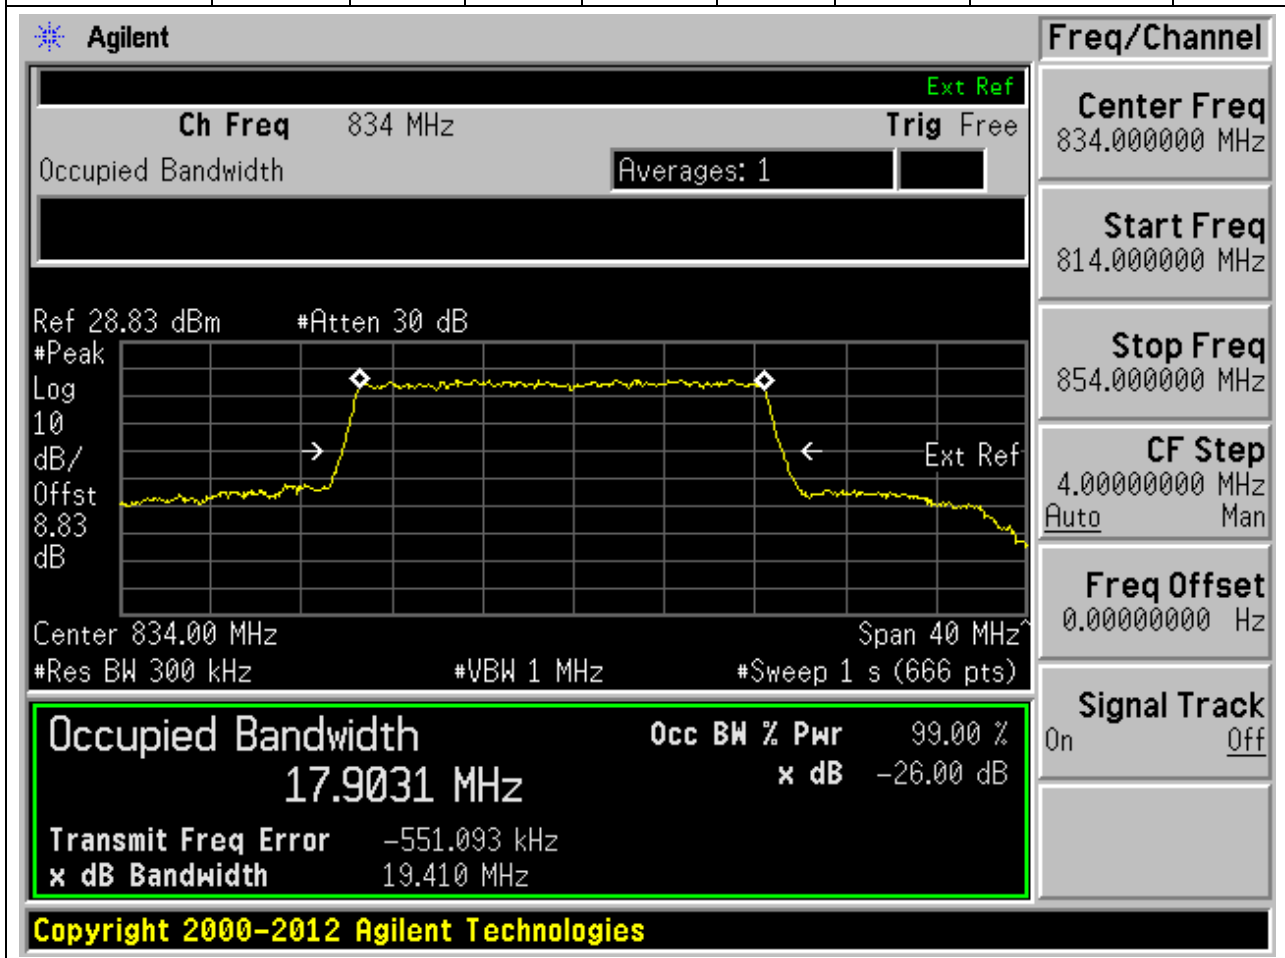 Agilent
Freq/Channel
Ext Ref
Ch Freq 834 MHz Trig Free
Occupied Bandwidth Averages: 1
Ref 28.83 dBm #Atten 30 dB
#Peak
Log
10
dB/
Offst
8.83
dB
Ext Ref
Center 834.00 MHz Span 40 MHz^
#Res BW 300 kHz #VBW 1 MHz #Sweep 1 s (666 pts)
Occupied Bandwidth
17.9031 MHz
Occ BW % Pwr 99.00 %
x dB -26.00 dB
Transmit Freq Error -551.093 kHz
x dB Bandwidth 19.410 MHz
Copyright 2000-2012 Agilent Technologies
Center Freq
834.000000 MHz
Start Freq
814.000000 MHz
Stop Freq
854.000000 MHz
CF Step
4.00000000 MHz
Auto Man
Freq Offset
0.00000000 Hz
Signal Track
On Off